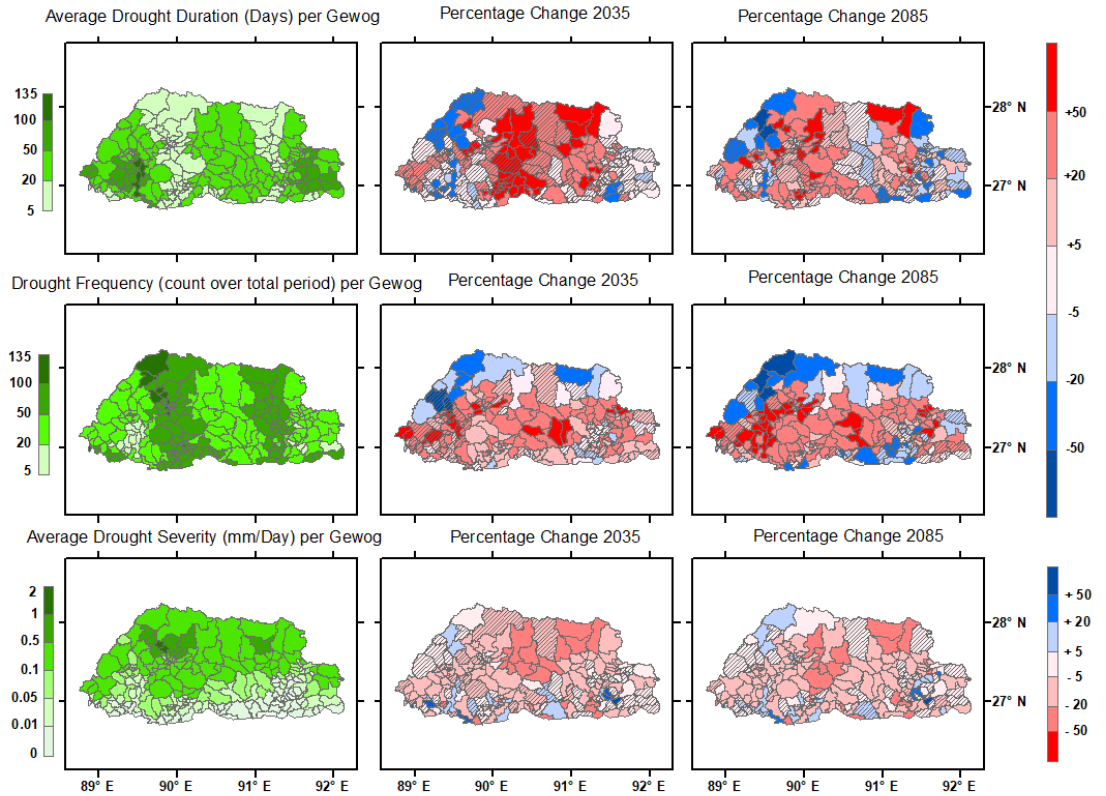 Average Drought Duration (Days) per Gewog
Percentage Change 2035
Percentage Change 2085
135
100
50
20
5
28° N
27° N
+50
+20
+5
-5
-20
-50
Drought Frequency (count over total period) per Gewog
Percentage Change 2035
Percentage Change 2085
135
100
50
20
5
28° N
27° N
Average Drought Severity (mm/Day) per Gewog
Percentage Change 2035
Percentage Change 2085
2
1
0.5
0.1
0.05
0.01
0
28° N
27° N
+ 50
+ 20
+ 5
- 5
- 20
- 50
89° E 90° E 91° E 92° E
89° E 90° E 91° E 92° E
89° E 90° E 91° E 92° E